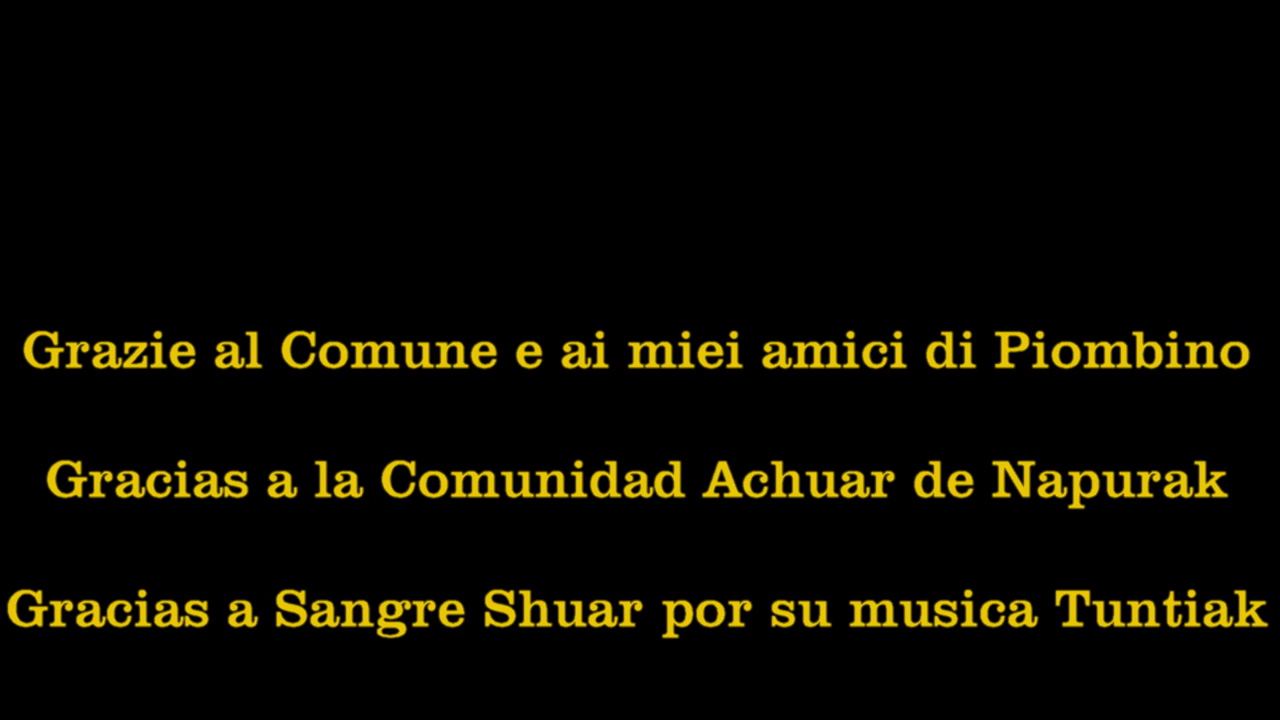 Grazie al Comune e ai miei amici di Piombino
Gracias a la Comunidad Achuar de Napurak
Gracias a Sangre Shuar por su musica Tuntiak